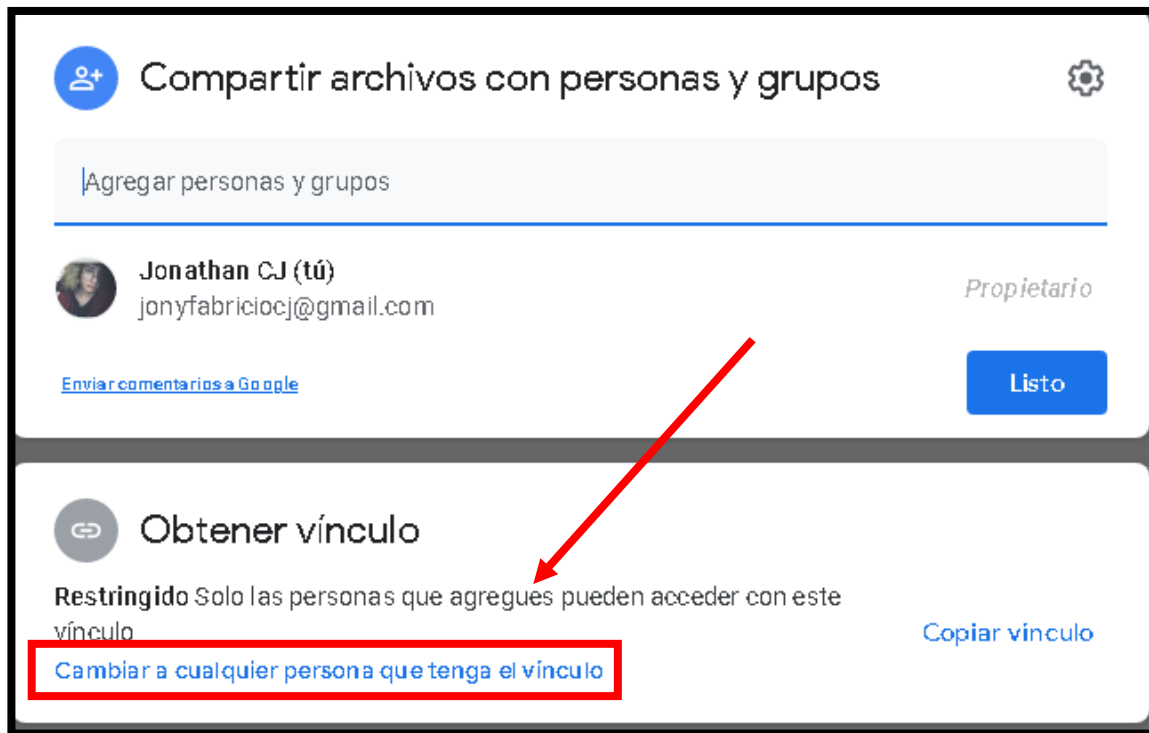 Compartir archivos con personas y grupos
Agregar personas y grupos
Jonathan CJ (tú)
jonyfabriciocj@gmail.com
Propietario
Enviar comentarios a Google
Listo
Obtener vínculo
Restringido Solo las personas que agregues pueden acceder con este
vínculo
Copiar vínculo
Cambiar a cualquier persona que tenga el vínculo